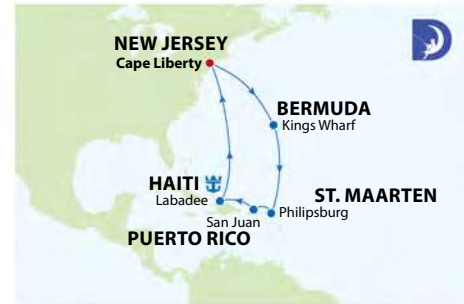 NEW JERSEY
Cape Liberty
BERMUDA
Kings Wharf
HAITI
Labadee
ST. MAARTEN
Philipsburg
San Juan
PUERTO RICO